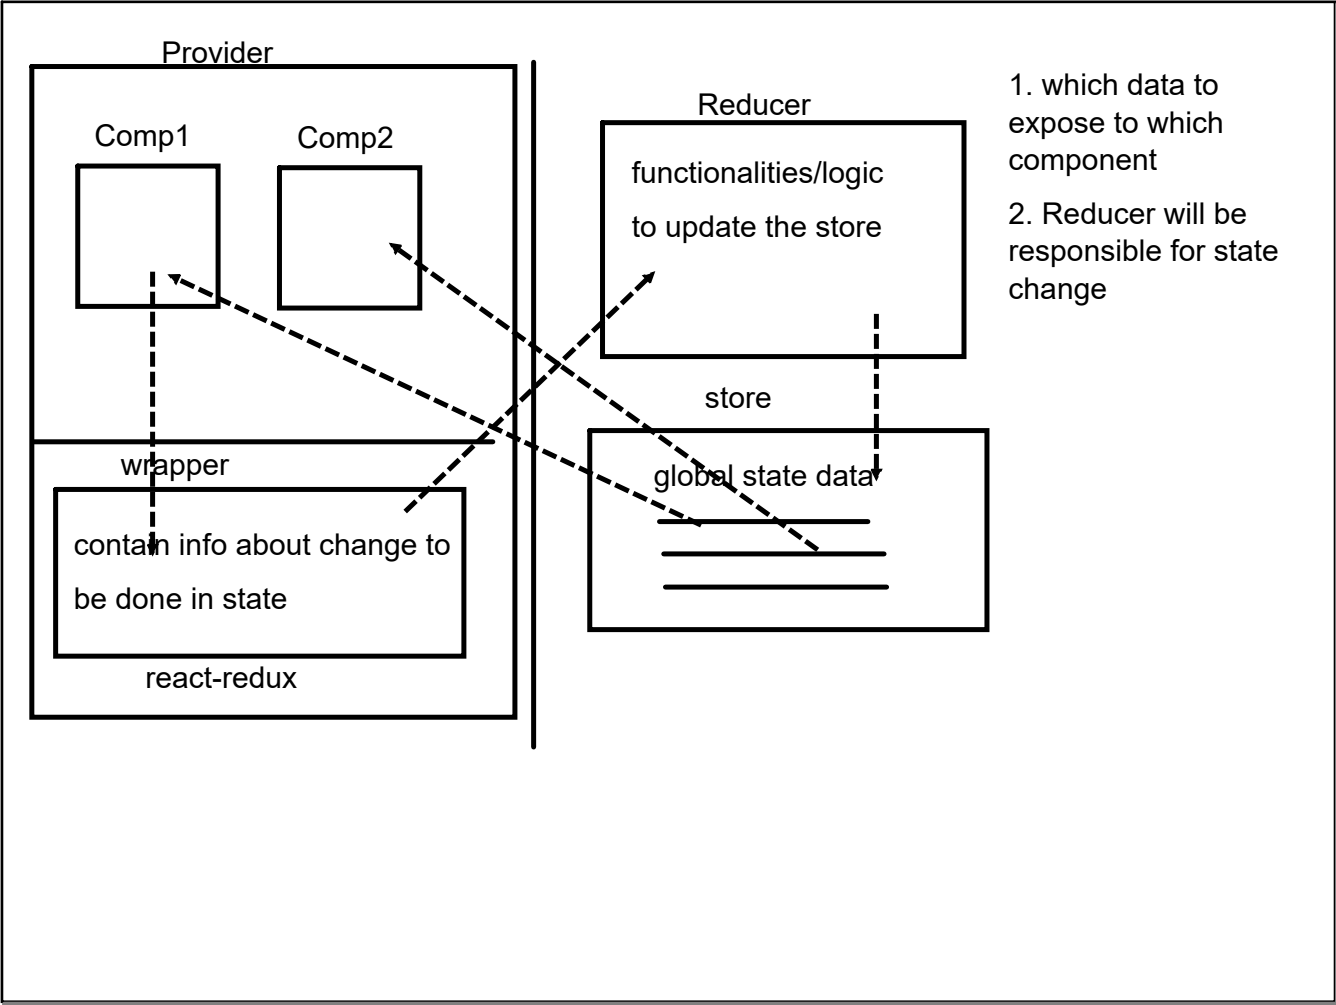 Provider
Comp1
Comp2
wrapper
contain info about change to
be done in state
react-redux
Reducer
functionalities/logic
to update the store
store
global state data
1. which data to
expose to which
component
2. Reducer will be
responsible for state
change